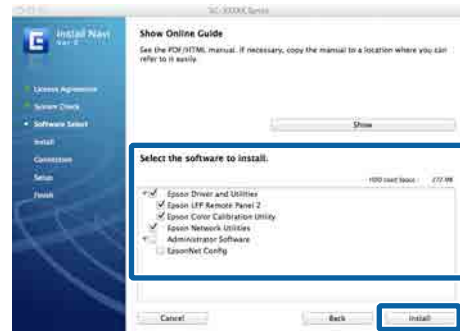 SC-XXXXX Series
E
Install Navi
Show Online Guide
See the PDF/HTML manual. If necessary, copy the manual to a location where you can
refer to it easily.
License Agreement
Secure Check
Software Select
Install
Connection
Setup
Finish
Show
Select the software to install.
Epson Driver and Utilities
Epson LFP Remote Panel 2
Epson Color Calibration Utility
Epson Network Utilities
Administrator Software
EpsonNet Config
Cancel
Back
Install